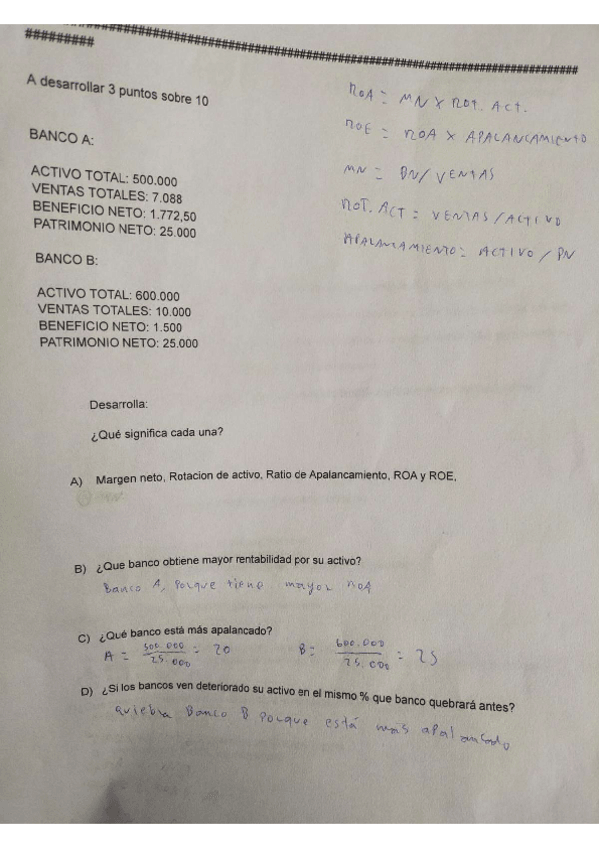 ################################################################################
#########
A desarrollar 3 puntos sobre 10
ROA = MN X ROT. ACT.
ROE = ROA X APALANCAMIENTO
MN = BN/VENTAS
ROT. ACT = VENTAS/ACTIVO
APALANCAMIENTO = ACTIVO / PN
BANCO A:
ACTIVO TOTAL: 500.000
VENTAS TOTALES: 7.088
BENEFICIO NETO: 1.772,50
PATRIMONIO NETO: 25.000
BANCO B:
ACTIVO TOTAL: 600.000
VENTAS TOTALES: 10.000
BENEFICIO NETO: 1.500
PATRIMONIO NETO: 25.000
Desarrolla:
¿Qué significa cada una?
A) Margen neto, Rotacion de activo, Ratio de Apalancamiento, ROA y ROE,
B) ¿Que banco obtiene mayor rentabilidad por su activo?
Banco A, Porque tiene mayor ROA
C) ¿Qué banco está más apalancado?
A = 500.000 / 25.000 = 20 B = 600.000 / 25.000 = 25
D) ¿Si los bancos ven deteriorado su activo en el mismo % que banco quebrará antes?
quiebra Banco B Porque está más apalancado